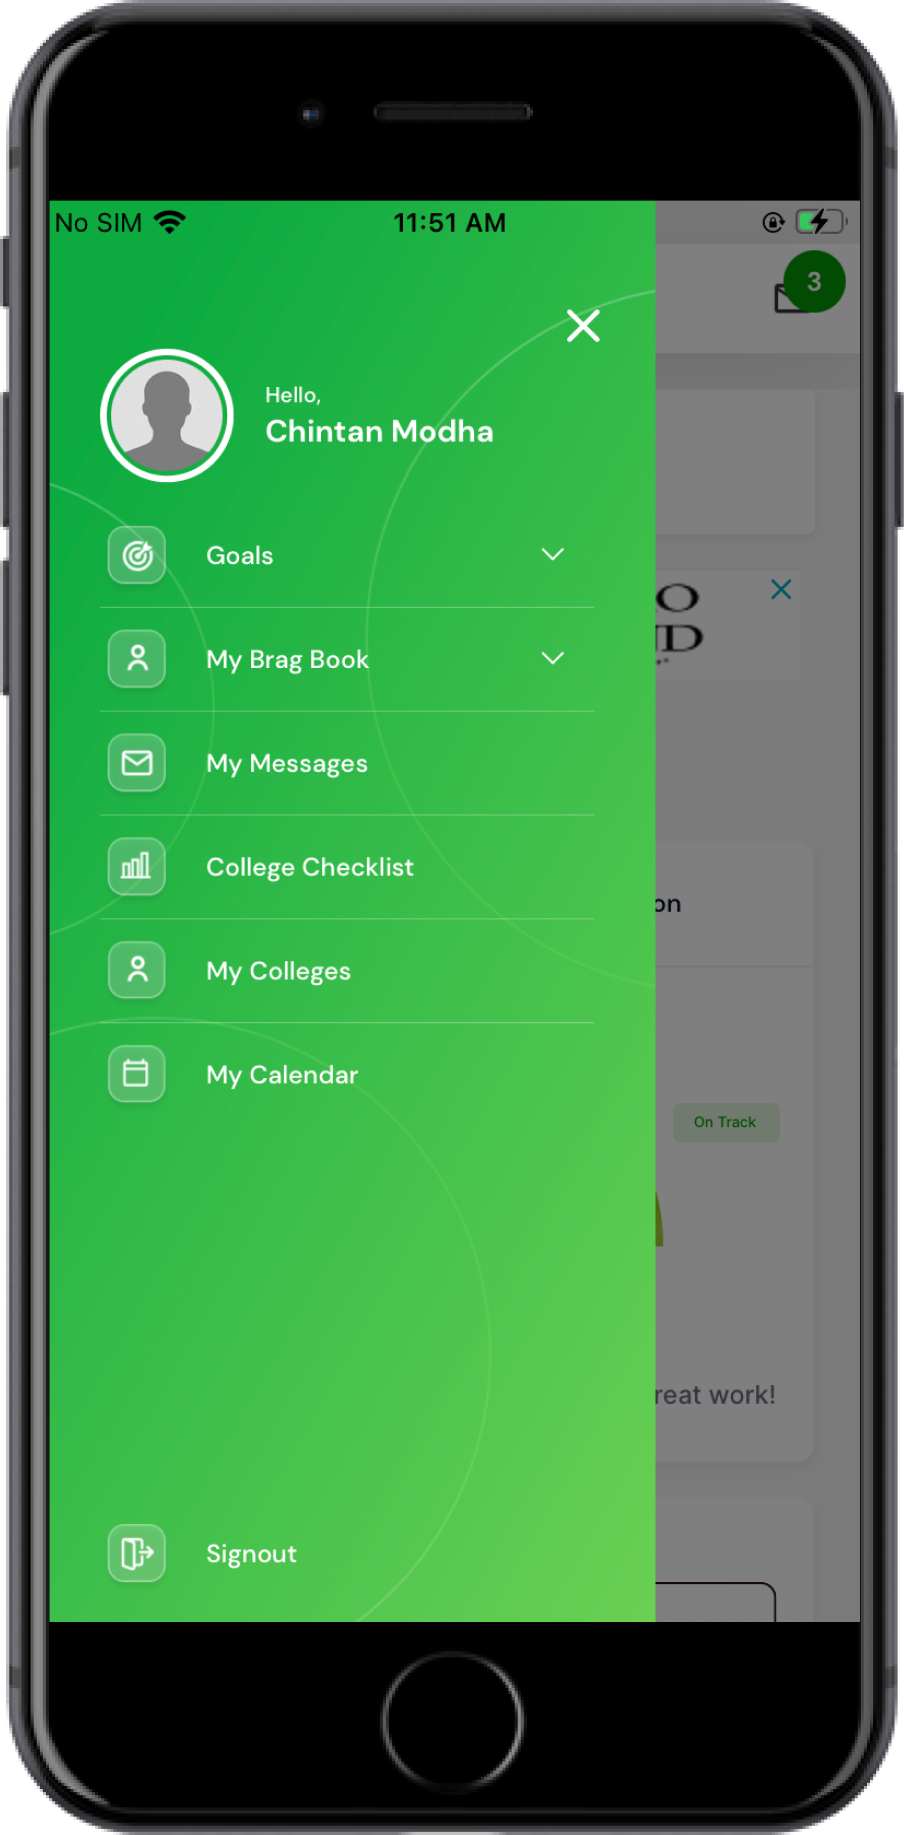 No SIM 11:51 AM
3
Hello,
Chintan Modha
Goals
My Brag Book
My Messages
College Checklist
on
My Colleges
My Calendar
On Track
reat work!
Signout